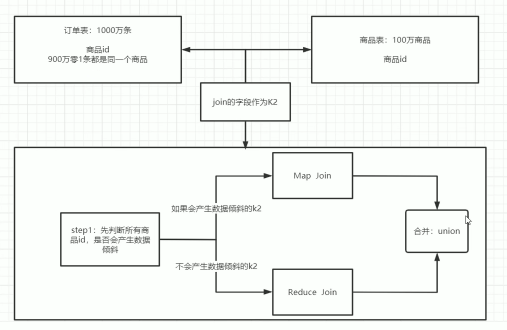 订单表：1000万条
商品id
900万零1条都是同一个商品
商品表：100万商品
商品id
join的字段作为K2
step1：先判断所有商
品id，是否会产生数据
倾斜
如果会产生数据倾斜的k2
不会产生数据倾斜的k2
Map Join
Reduce Join
合并：union